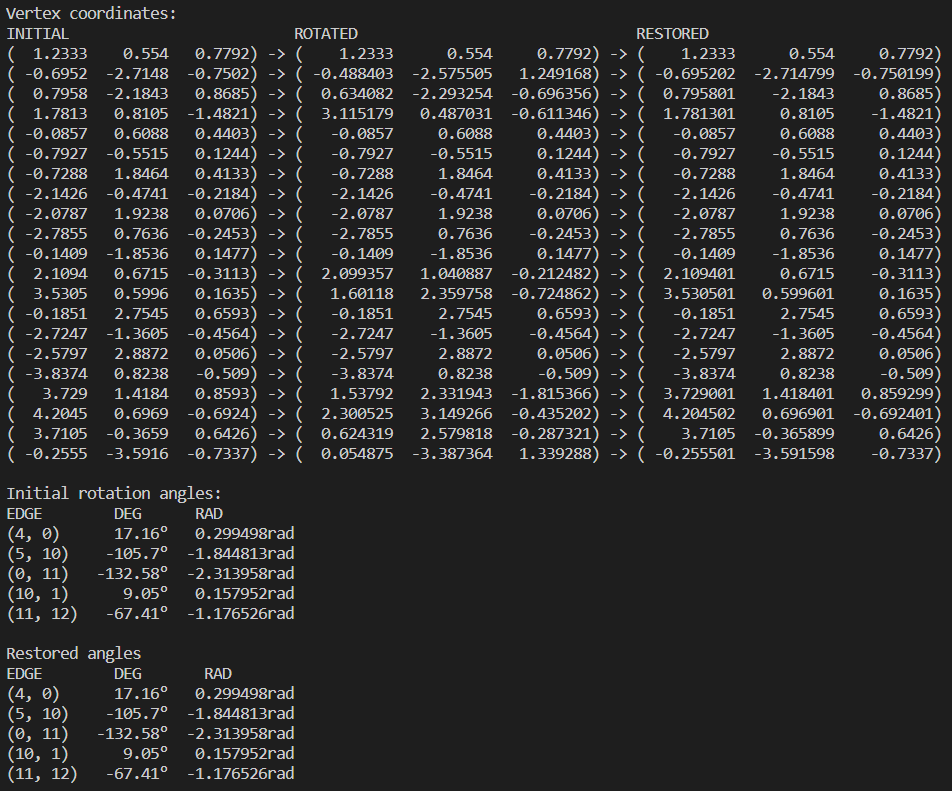 Vertex coordinates:
INITIAL                         ROTATED                               RESTORED
(  1.2333    0.554   0.7792) -> (    1.2333      0.554     0.7792) -> (    1.2333      0.554     0.7792)
( -0.6952  -2.7148  -0.7502) -> ( -0.488403  -2.575505   1.249168) -> ( -0.695202  -2.714799  -0.750199)
(  0.7958  -2.1843   0.8685) -> (  0.634082  -2.293254  -0.696356) -> (  0.795801    -2.1843     0.8685)
(  1.7813   0.8105  -1.4821) -> (  3.115179   0.487031  -0.611346) -> (  1.781301     0.8105    -1.4821)
( -0.0857   0.6088   0.4403) -> (   -0.0857     0.6088     0.4403) -> (   -0.0857     0.6088     0.4403)
( -0.7927  -0.5515   0.1244) -> (   -0.7927    -0.5515     0.1244) -> (   -0.7927    -0.5515     0.1244)
( -0.7288   1.8464   0.4133) -> (   -0.7288     1.8464     0.4133) -> (   -0.7288     1.8464     0.4133)
( -2.1426  -0.4741  -0.2184) -> (   -2.1426    -0.4741    -0.2184) -> (   -2.1426    -0.4741    -0.2184)
( -2.0787   1.9238   0.0706) -> (   -2.0787     1.9238     0.0706) -> (   -2.0787     1.9238     0.0706)
( -2.7855   0.7636  -0.2453) -> (   -2.7855     0.7636    -0.2453) -> (   -2.7855     0.7636    -0.2453)
( -0.1409  -1.8536   0.1477) -> (   -0.1409    -1.8536     0.1477) -> (   -0.1409    -1.8536     0.1477)
(  2.1094   0.6715  -0.3113) -> (  2.099357   1.040887  -0.212482) -> (  2.109401     0.6715    -0.3113)
(  3.5305   0.5996   0.1635) -> (   1.60118   2.359758  -0.724862) -> (  3.530501   0.599601     0.1635)
( -0.1851   2.7545   0.6593) -> (   -0.1851     2.7545     0.6593) -> (   -0.1851     2.7545     0.6593)
( -2.7247  -1.3605  -0.4564) -> (   -2.7247    -1.3605    -0.4564) -> (   -2.7247    -1.3605    -0.4564)
( -2.5797   2.8872   0.0506) -> (   -2.5797     2.8872     0.0506) -> (   -2.5797     2.8872     0.0506)
( -3.8374   0.8238   -0.509) -> (   -3.8374     0.8238     -0.509) -> (   -3.8374     0.8238     -0.509)
(   3.729   1.4184   0.8593) -> (   1.53792   2.331943  -1.815366) -> (  3.729001   1.418401   0.859299)
(  4.2045   0.6969  -0.6924) -> (  2.300525   3.149266  -0.435202) -> (  4.204502   0.696901  -0.692401)
(  3.7105  -0.3659   0.6426) -> (  0.624319   2.579818  -0.287321) -> (    3.7105  -0.365899     0.6426)
( -0.2555  -3.5916  -0.7337) -> (  0.054875  -3.387364   1.339288) -> ( -0.255501  -3.591598    -0.7337)
Initial rotation angles:
EDGE        DEG      RAD
(4, 0)      17.16º   0.299498rad
(5, 10)    -105.7º  -1.844813rad
(0, 11)   -132.58º  -2.313958rad
(10, 1)      9.05º   0.157952rad
(11, 12)   -67.41º  -1.176526rad
Restored angles
EDGE        DEG       RAD
(4, 0)      17.16º   0.299498rad
(5, 10)    -105.7º  -1.844813rad
(0, 11)   -132.58º  -2.313958rad
(10, 1)      9.05º   0.157952rad
(11, 12)   -67.41º  -1.176526rad